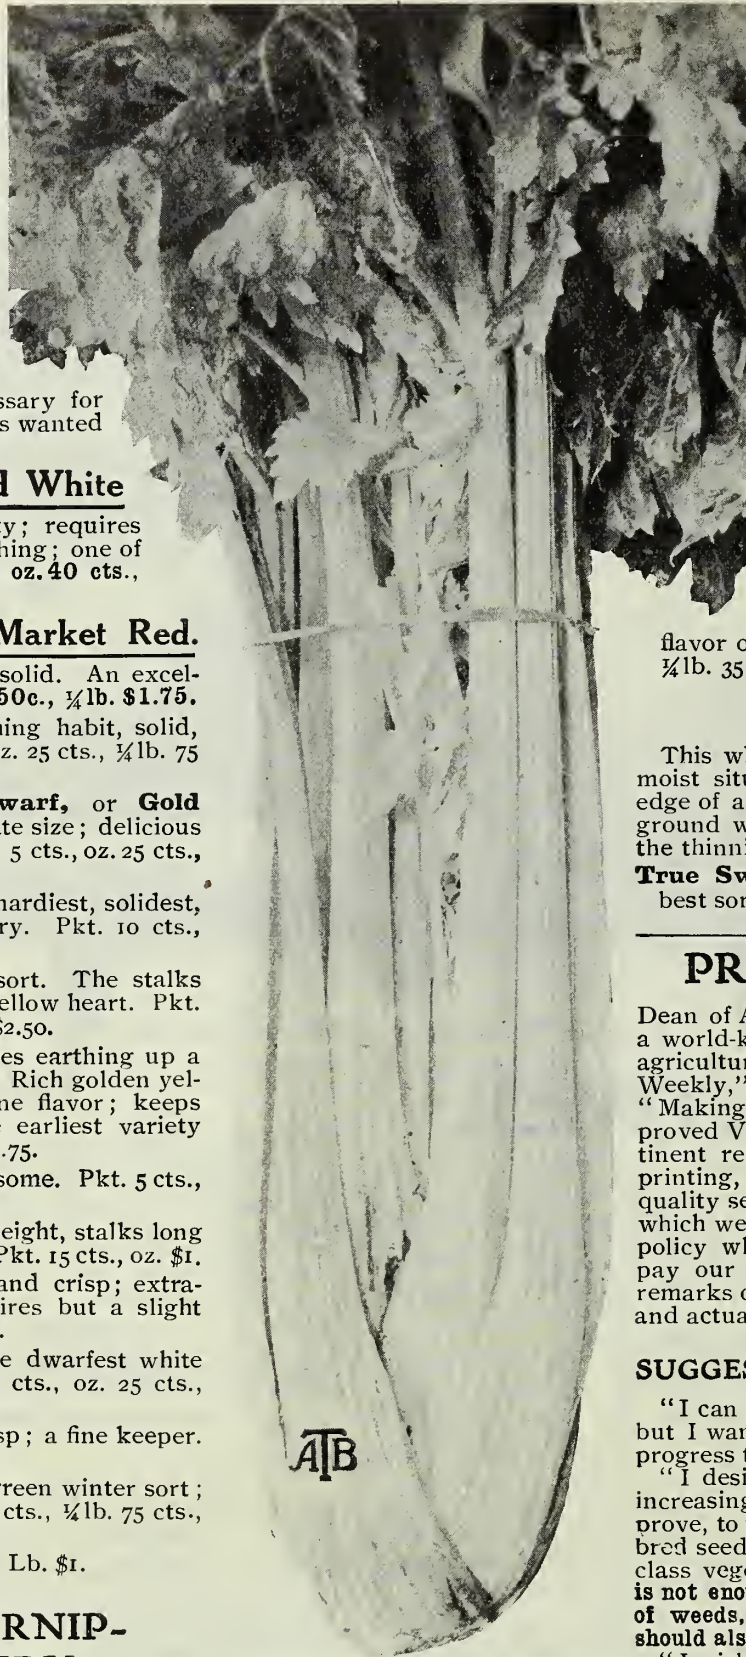 ssary for
s wanted
d White
ty; requires
hing; one of
oz. 40 cts.,
Market Red.
solid. An excel-
50c., ¼lb. $1.75.
ning habit, solid,
z. 25 cts., ¼lb. 75
warf, or Gold
te size; delicious
5 cts., oz. 25 cts.,
hardiest, solidest,
ry. Pkt. 10 cts.,
sort. The stalks
ellow heart. Pkt.
$2.50.
es earthing up a
Rich golden yel-
ne flavor; keeps
earliest variety
.75.
some. Pkt. 5 cts.,
eight, stalks long
Pkt. 15 cts., oz. $1.
and crisp; extra-
ires but a slight
e dwarfest white
cts., oz. 25 cts.,
sp; a fine keeper.
green winter sort;
cts., ¼lb. 75 cts.,
Lb. $1.
RNIP-
ATB
flavor o
¼lb. 35
This wh
moist situ
edge of a
ground w
the thinni
True Sw
best sor
PR
Dean of A
a world-k
agricultur
Weekly,"
"Making
proved V
tinent re
printing,
quality se
which we
policy wh
pay our
remarks o
and actua
SUGGES
"I can
but I wan
progress t
"I desi
increasing
prove, to
bred seed
class vege
is not enou
of weeds,
should als